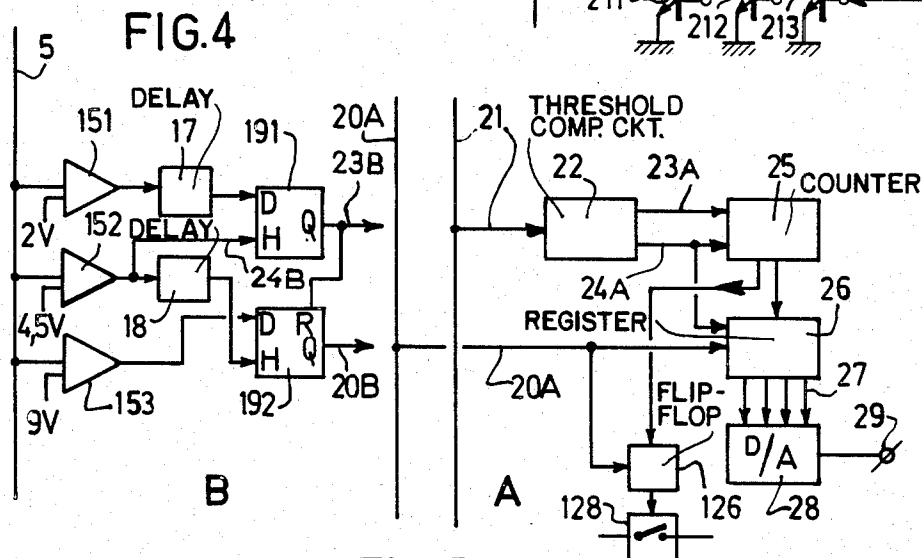 211
212
213
FIG.4
5
DELAY
151
17
191
23B
20A
21
THRESHOLD
COMP. CKT.
22
23A
25
COUNTER
D
H
Q
2V
152
DELAY
24B
24A
4,5V
18
D
R
H
Q
REGISTER
26
9V
153
192
20B
20A
27
FLIP-
FLOP
29
D/A
B
A
128
126
28